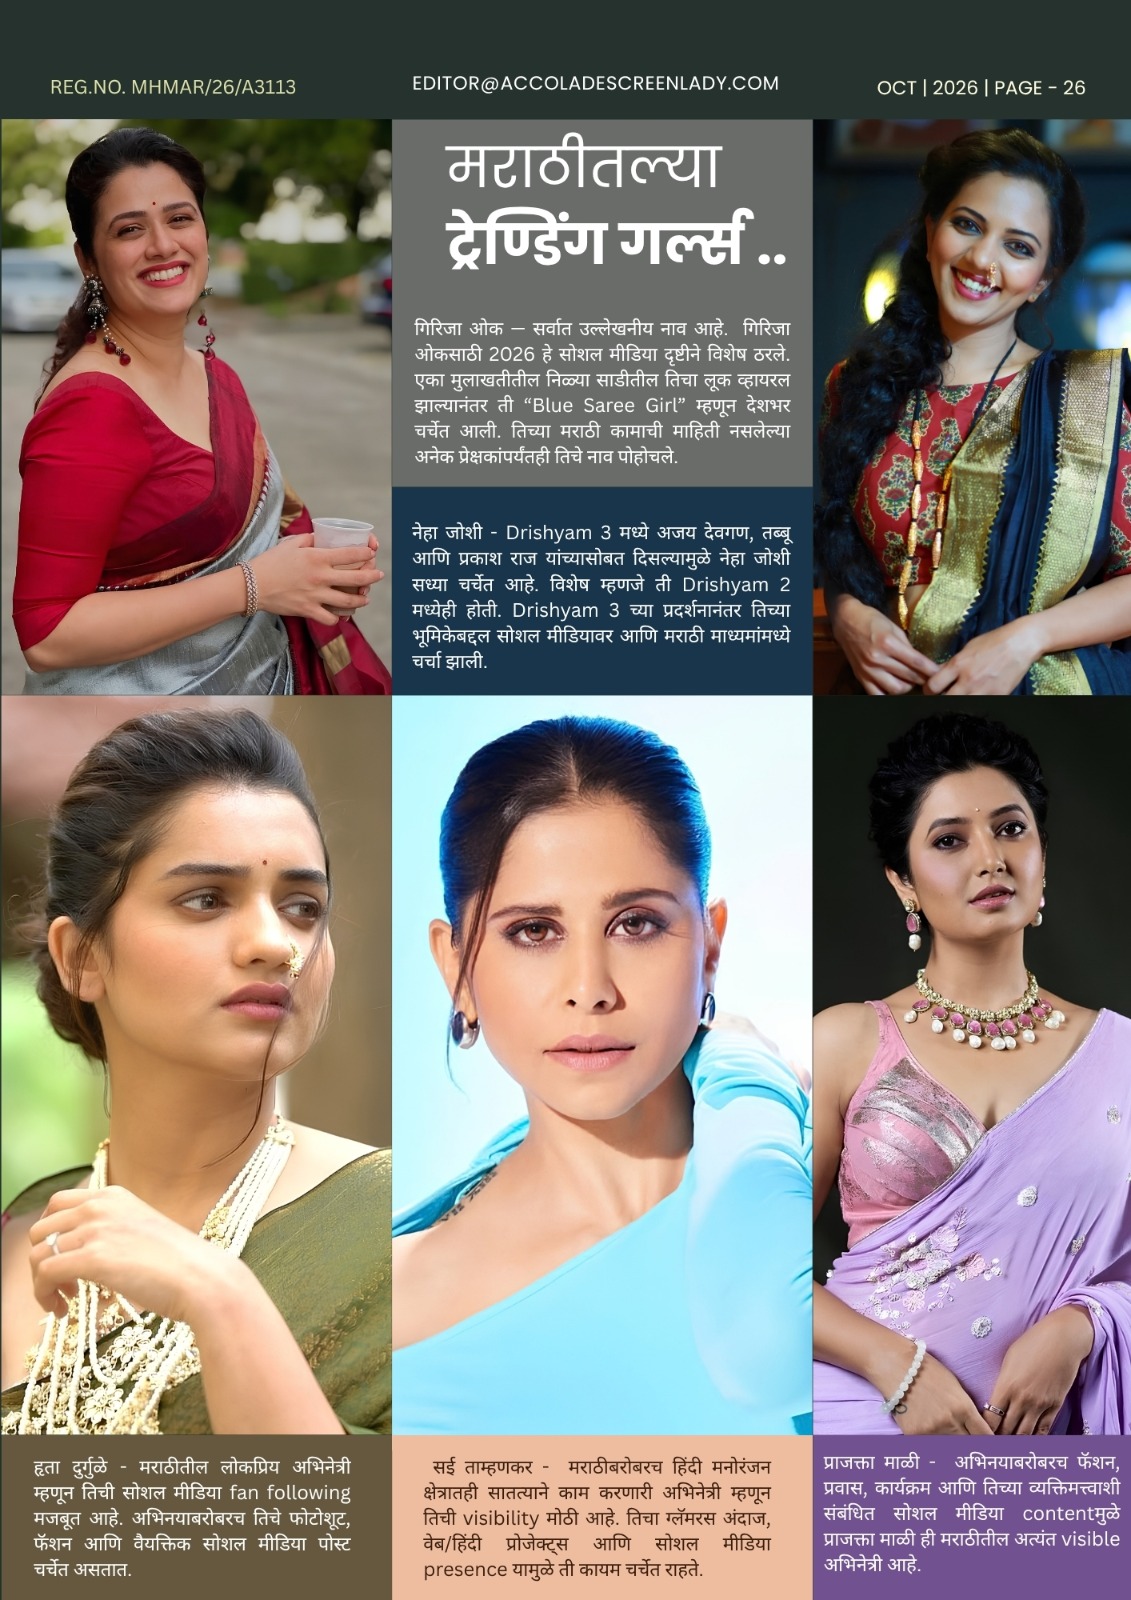 REG.NO. MHMAR/26/A3113
EDITOR@ACCOLADESCREENLADY.COM
OCT | 2026 | PAGE - 26
मराठीतल्या
ट्रेण्डिंग गर्ल्स ..
गिरिजा ओक – सर्वात उल्लेखनीय नाव आहे. गिरिजा
ओकसाठी 2026 हे सोशल मीडिया दृष्टीने विशेष ठरले.
एका मुलाखतीतील निळ्या साडीतील तिचा लूक व्हायरल
झाल्यानंतर ती “Blue Saree Girl” म्हणून देशभर
चर्चेत आली. तिच्या मराठी कामाची माहिती नसलेल्या
अनेक प्रेक्षकांपर्यंतही तिचे नाव पोहोचले.
नेहा जोशी - Drishyam 3 मध्ये अजय देवगण, तब्बू
आणि प्रकाश राज यांच्यासोबत दिसल्यामुळे नेहा जोशी
सध्या चर्चेत आहे. विशेष म्हणजे ती Drishyam 2
मध्येही होती. Drishyam 3 च्या प्रदर्शनानंतर तिच्या
भूमिकेबद्दल सोशल मीडियावर आणि मराठी माध्यमांमध्ये
चर्चा झाली.
हृता दुर्गुळे - मराठीतील लोकप्रिय अभिनेत्री
म्हणून तिची सोशल मीडिया fan following
मजबूत आहे. अभिनयाबरोबरच तिचे फोटोशूट,
फॅशन आणि वैयक्तिक सोशल मीडिया पोस्ट
चर्चेत असतात.
सई ताम्हणकर - मराठीबरोबरच हिंदी मनोरंजन
क्षेत्रातही सातत्याने काम करणारी अभिनेत्री म्हणून
तिची visibility मोठी आहे. तिचा ग्लॅमरस अंदाज,
वेब/हिंदी प्रोजेक्ट्स आणि सोशल मीडिया
presence यामुळे ती कायम चर्चेत राहते.
प्राजक्ता माळी - अभिनयाबरोबरच फॅशन,
प्रवास, कार्यक्रम आणि तिच्या व्यक्तिमत्त्वाशी
संबंधित सोशल मीडिया contentमुळे
प्राजक्ता माळी ही मराठीतील अत्यंत visible
अभिनेत्री आहे.